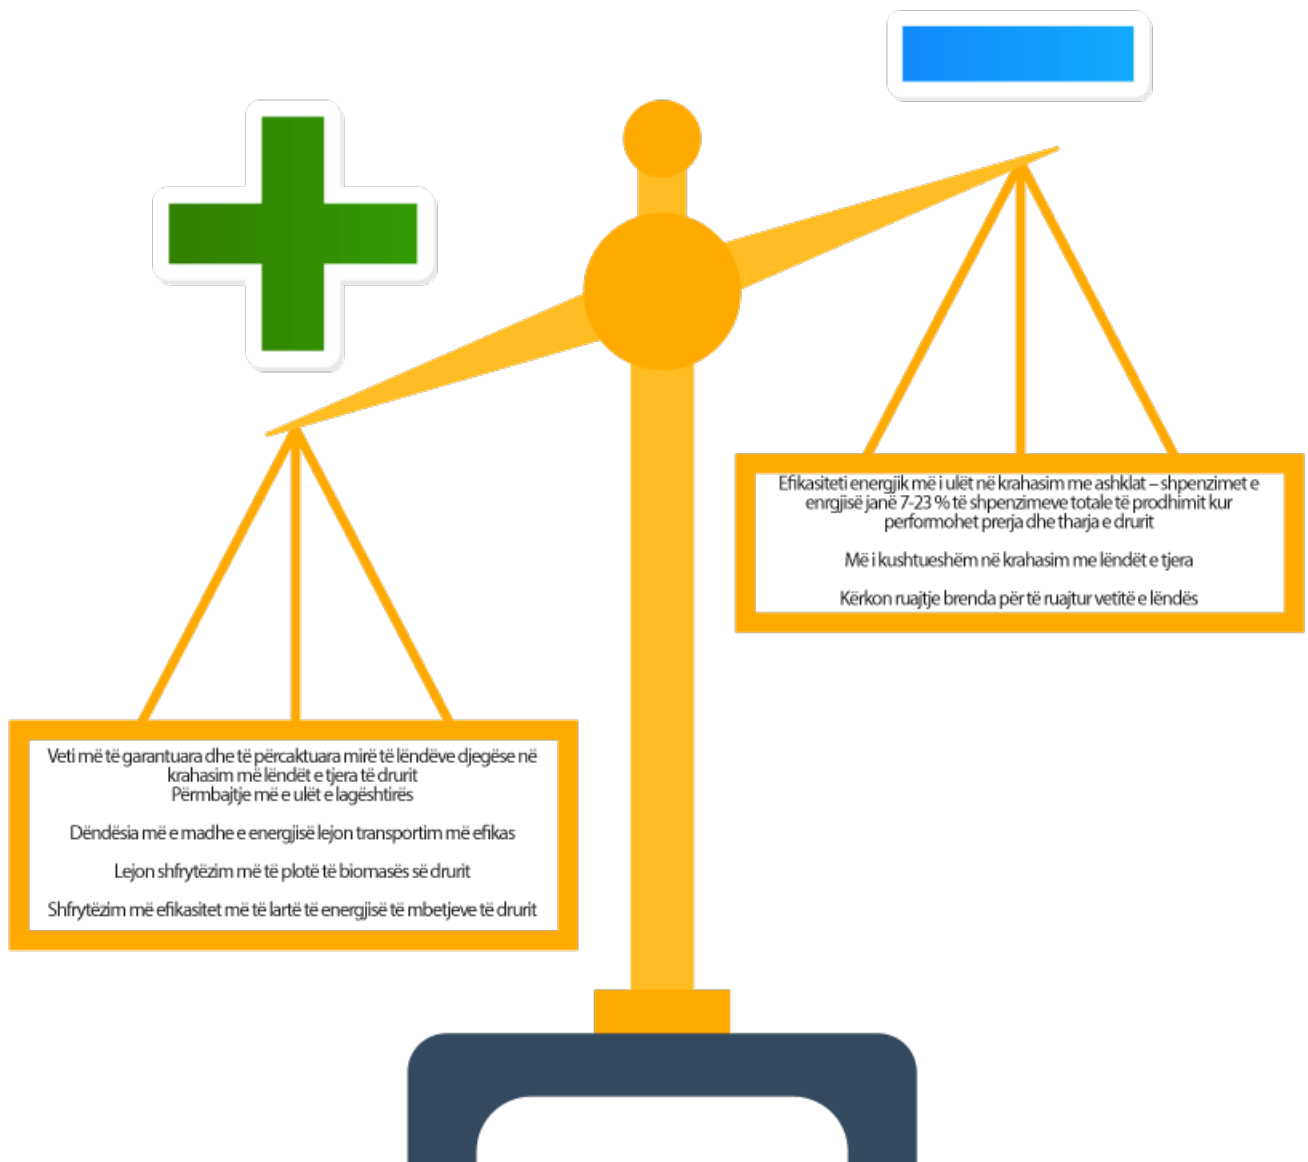 Efikasiteti energjik më i ulët në krahasim me ashklat – shpenzimet e
enrgjisë janë 7-23 % të shpenzimeve totale të prodhimit kur
performohet prerja dhe tharja e drurit
Më i kushtueshëm në krahasim me lëndët e tjera
Kërkon ruajtje brenda për të ruajtur vetitë e lëndës
Veti më të garantuara dhe të përcaktuara mirë të lëndëve djegëse në
krahasim më lëndët e tjera të drurit
Përmbajtje më e ulët e lagështirës
Dëndësia më e madhe e energjisë lejon transportim më efikas
Lejon shfrytëzim më të plotë të biomasës së drurit
Shfrytëzim më efikasitet më të lartë të energjisë të mbetjeve të drurit